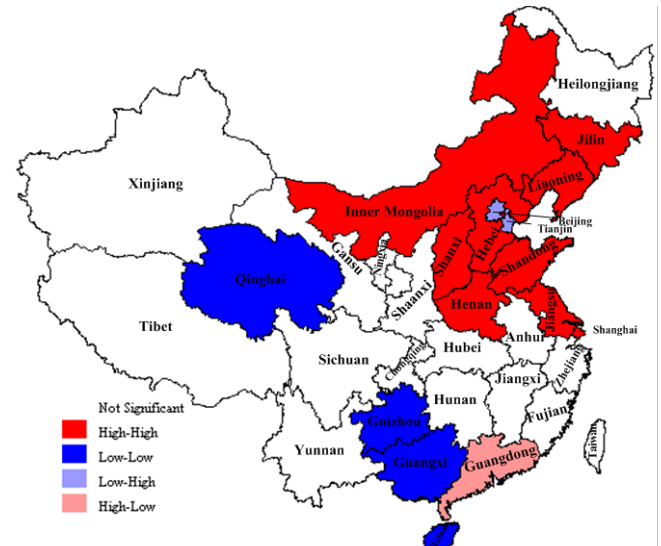 Heilongjiang
Jilin
Liaoning
Xinjiang
Inner Mongolia
Beijing
Tianjin
Hebei
Shanxi
Ningxia
Gansu
Shandong
Qinghai
Shaanxi
Henan
Jiangsu
Shanghai
Tibet
Anhui
Hubei
Sichuan
Chongqing
Zhejiang
Jiangxi
Hunan
Guizhou
Fujian
Yunnan
Guangxi
Guangdong
Taiwan
Not Significant
High-High
Low-Low
Low-High
High-Low